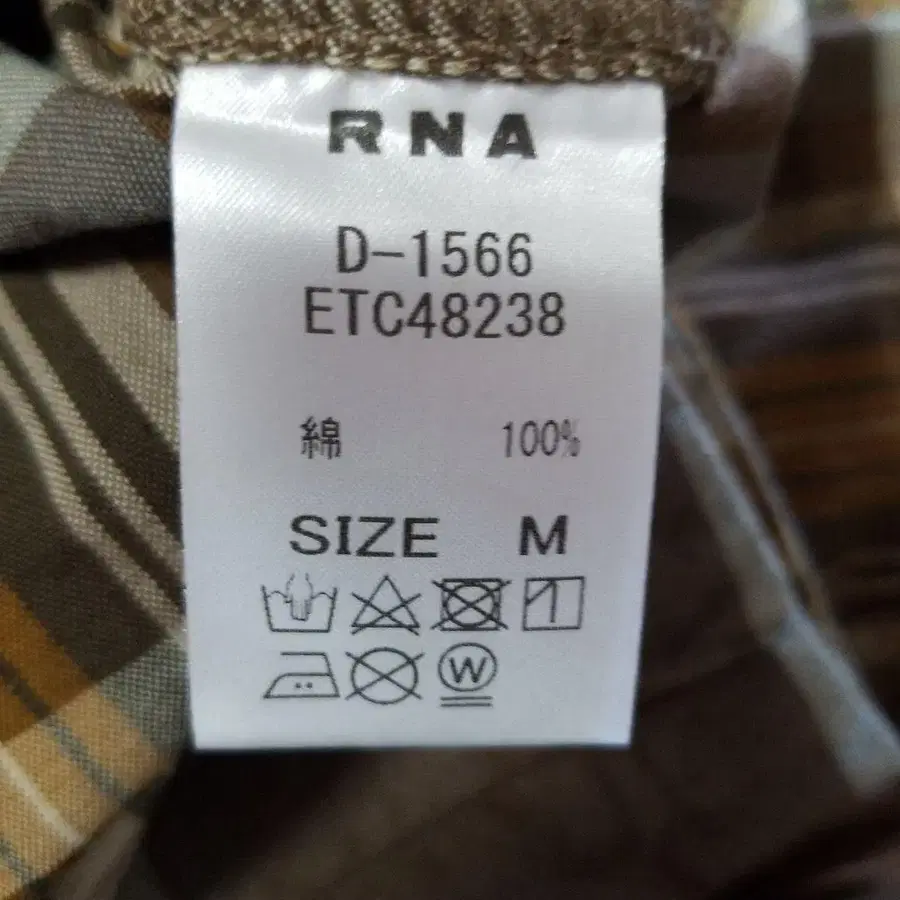 RNA
D-1566
ETC48238
綿 100%
SIZE M
W